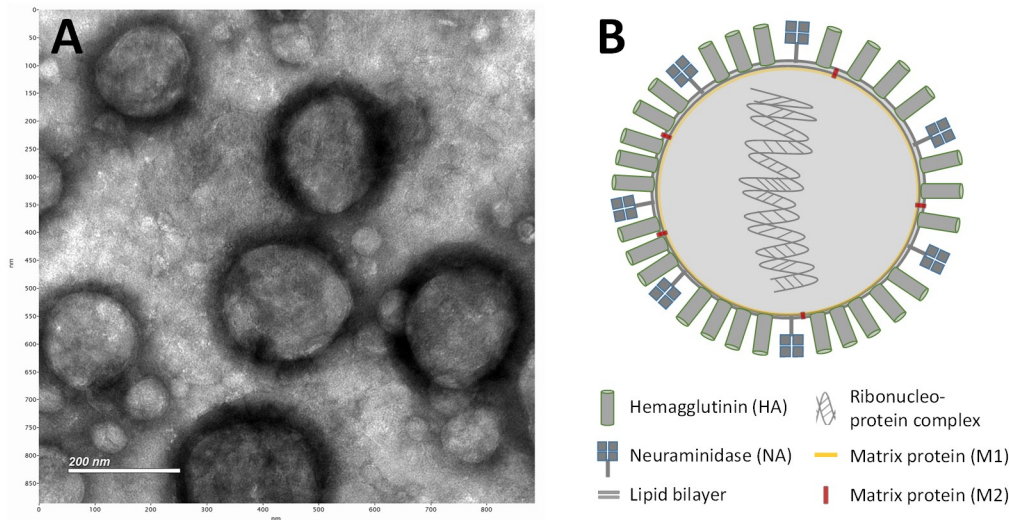 A
0
50
100
150
200
250
300
350
400
450
500
550
600
650
700
750
800
850
nm
0
100
200
300
400
500
600
700
800
nm
200 nm
B
Hemagglutinin (HA)
Neuraminidase (NA)
Lipid bilayer
Ribonucleo-
protein complex
Matrix protein (M1)
Matrix protein (M2)